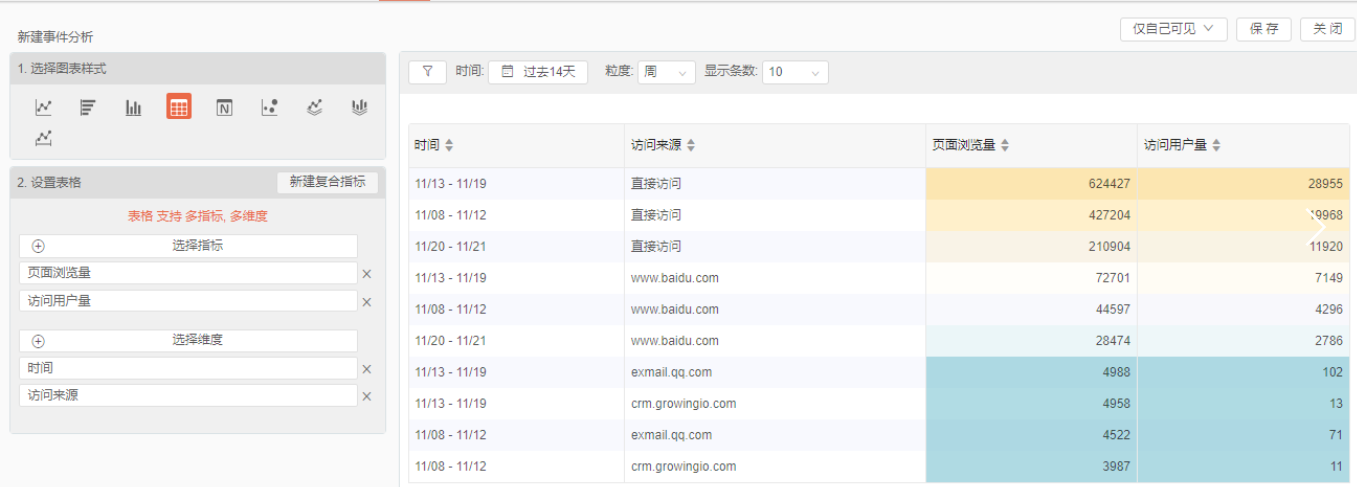 仅自己可见 保存 关闭
新建事件分析
1. 选择图表样式
时间: 过去14天 粒度: 周 显示条数: 10
N
2. 设置表格 新建复合指标
表格 支持 多指标, 多维度
选择指标
页面浏览量
访问用户量
选择维度
时间
访问来源
时间 访问来源 页面浏览量 访问用户量
11/13 - 11/19 直接访问 624427 28955
11/08 - 11/12 直接访问 427204 19968
11/20 - 11/21 直接访问 210904 11920
11/13 - 11/19 www.baidu.com 72701 7149
11/08 - 11/12 www.baidu.com 44597 4296
11/20 - 11/21 www.baidu.com 28474 2786
11/13 - 11/19 exmail.qq.com 4988 102
11/13 - 11/19 crm.growingio.com 4958 13
11/08 - 11/12 exmail.qq.com 4522 71
11/08 - 11/12 crm.growingio.com 3987 11